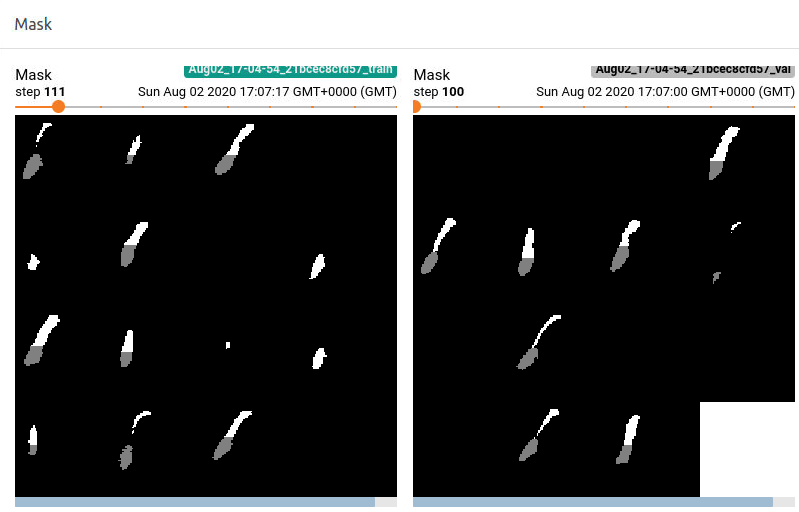 Mask
Mask
Aug02_17-04-54_21bcec8cfd57_train
step 111
Sun Aug 02 2020 17:07:17 GMT+0000 (GMT)
Mask
Aug02_17-04-54_21bcec8cfd57_val
step 100
Sun Aug 02 2020 17:07:00 GMT+0000 (GMT)